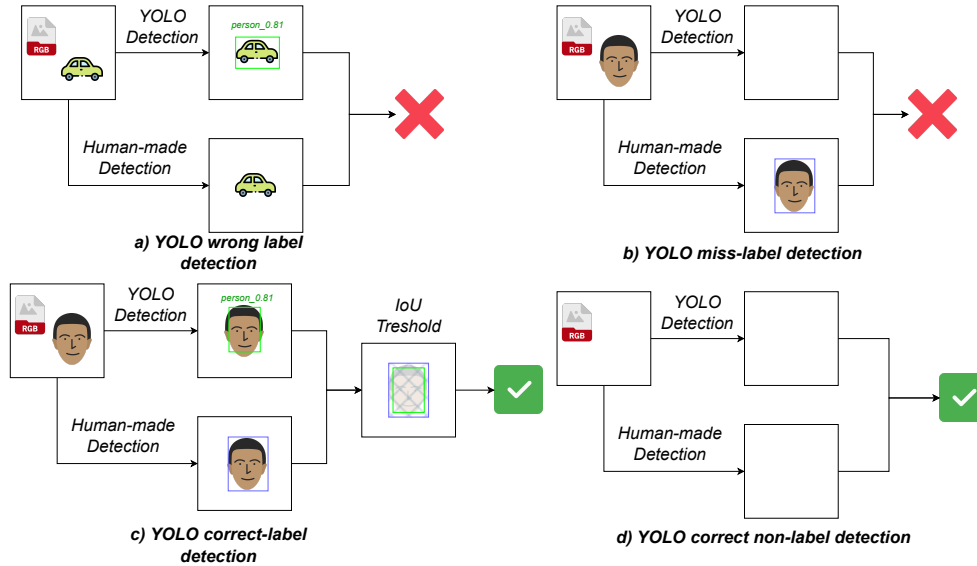 YOLO
Detection
person_0.81
RGB
Human-made
Detection
a) YOLO wrong label
detection
YOLO
Detection
RGB
Human-made
Detection
b) YOLO miss-label detection
YOLO
Detection
person_0.81
RGB
IoU
Treshold
Human-made
Detection
c) YOLO correct-label
detection
YOLO
Detection
RGB
Human-made
Detection
d) YOLO correct non-label detection